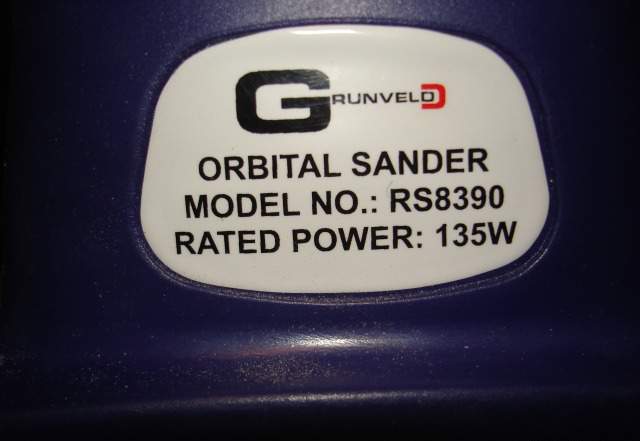 GRUNVELD
ORBITAL SANDER
MODEL NO.: RS8390
RATED POWER: 135W